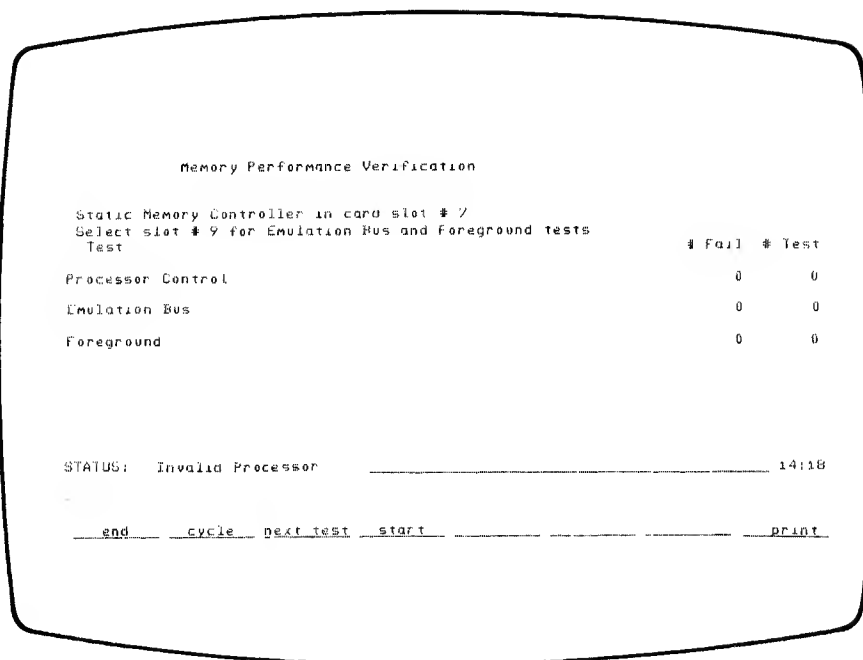 Memory Performance Verification
Static Memory Controller in card slot # 7
Select slot # 9 for Emulation Bus and Foreground tests
Test # Fail # Test
Processor Control 0 0
Emulation Bus 0 0
Foreground 0 0
STATUS: Invalid Processor 14:18
end cycle next test start print